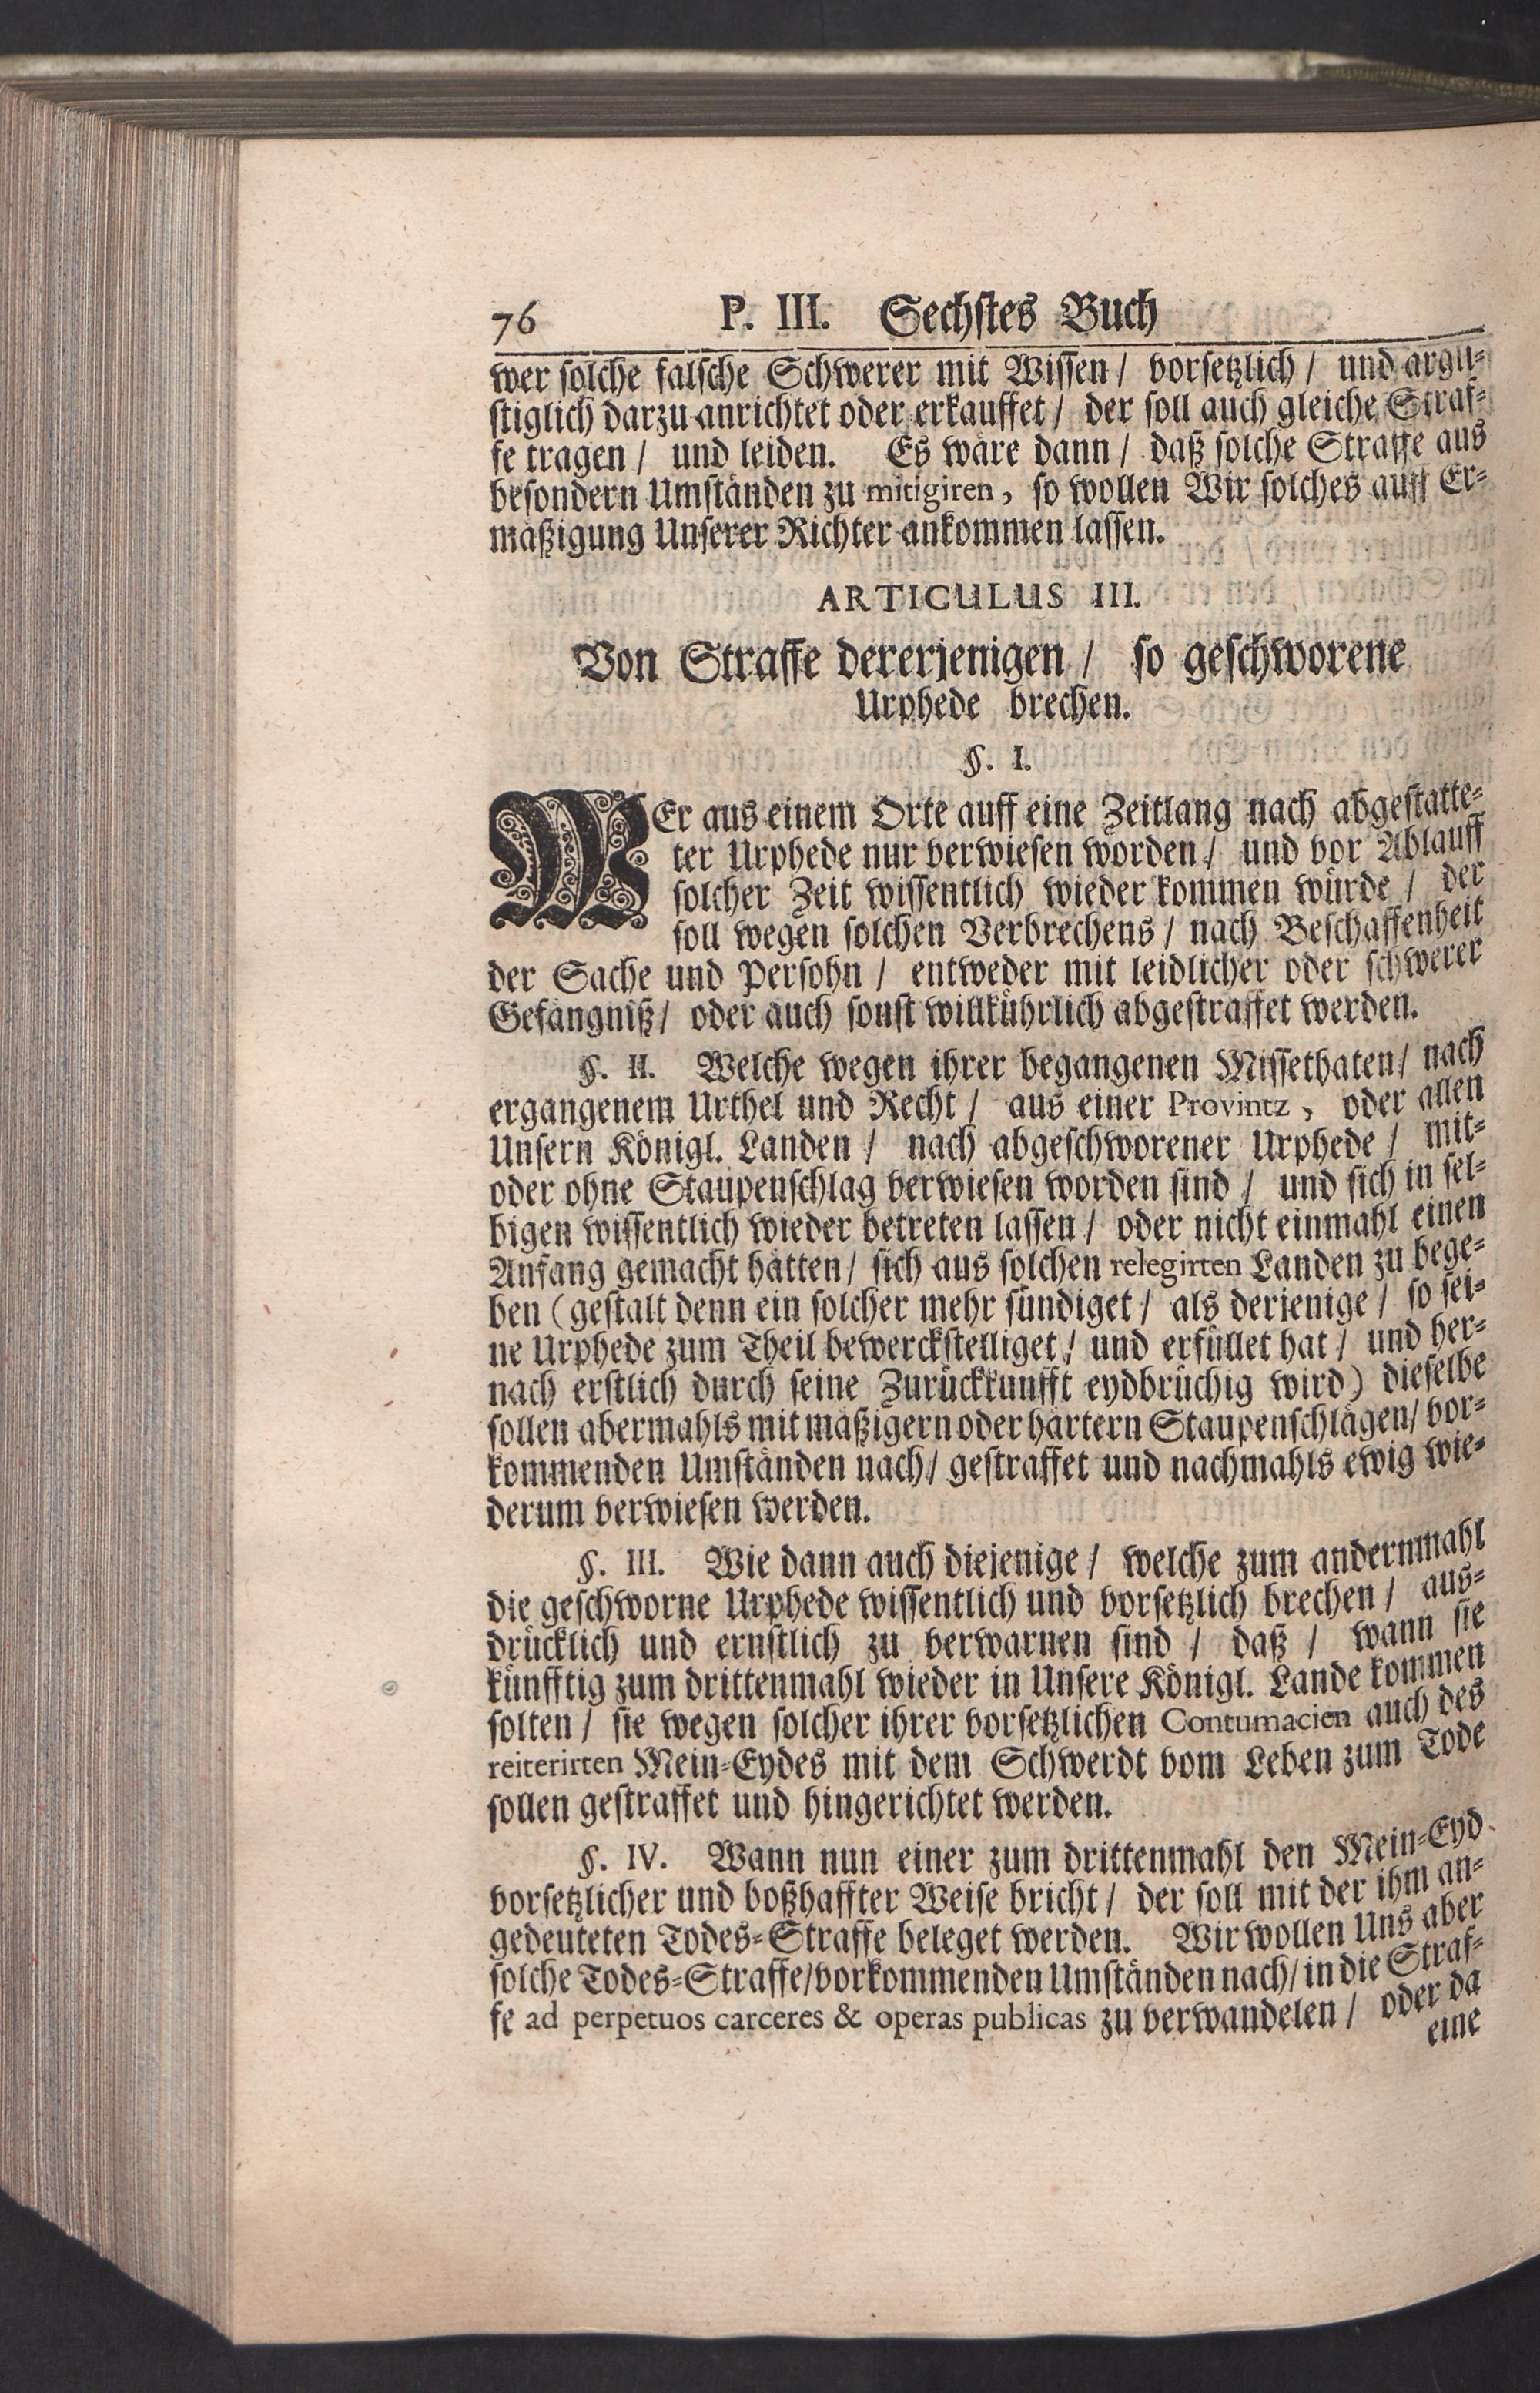 76 P. III. Sechstes Buch
wer solche falsche Schwerer mit Wissen / vorsetzlich / und argli-
stiglich darzu anrichtet oder erkauffet / der soll auch gleiche Straf-
fe tragen / und leiden. Es wäre dann / daß solche Straffe aus
besondern Umständen zu mitigiren, so wollen Wir solches auff Er-
mäßigung Unserer Richter ankommen lassen.
ARTICULUS III.
Von Straffe dererjenigen / so geschworene
Urphede brechen.
§. I.
WEr aus einem Orte auff eine Zeitlang nach abgestatte-
ter Urphede nur verwiesen worden / und vor Ablauff
solcher Zeit wissentlich wieder kommen würde / der
soll wegen solchen Verbrechens / nach Beschaffenheit
der Sache und Persohn / entweder mit leidlicher oder schwerer
Gefängniß / oder auch sonst willkührlich abgestraffet werden.
§. II. Welche wegen ihrer begangenen Missethaten / nach
ergangenem Urthel und Recht / aus einer Provintz, oder allen
Unsern Königl. Landen / nach abgeschworener Urphede / mit-
oder ohne Staupenschlag verwiesen worden sind / und sich in sel-
bigen wissentlich wieder betreten lassen / oder nicht einmahl einen
Anfang gemacht hätten / sich aus solchen relegirten Landen zu bege-
ben (gestalt denn ein solcher mehr sündiget / als derjenige / so sei-
ne Urphede zum Theil bewerckstelliget / und erfüllet hat / und her-
nach erstlich durch seine Zurückkunfft eydbrüchig wird) dieselbe
sollen abermahls mit mäßigern oder härtern Staupenschlägen / vor-
kommenden Umständen nach / gestraffet und nachmahls ewig wie-
derum verwiesen werden.
§. III. Wie dann auch diejenige / welche zum andernmahl
die geschworne Urphede wissentlich und vorsetzlich brechen / aus-
drücklich und ernstlich zu verwarnen sind / daß / wann sie
künfftig zum drittenmahl wieder in Unsere Königl. Lande kommen
solten / sie wegen solcher ihrer vorsetzlichen Contumacien auch des
reiterirten Mein-Eydes mit dem Schwerdt vom Leben zum Tode
sollen gestraffet und hingerichtet werden.
§. IV. Wann nun einer zum drittenmahl den Mein-Eyd
vorsetzlicher und boßhaffter Weise bricht / der soll mit der ihm an-
gedeuteten Todes-Straffe beleget werden. Wir wollen Uns aber
solche Todes-Straffe / vorkommenden Umständen nach / in die Straf-
fe ad perpetuos carceres & operas publicas zu verwandelen / oder da
eine